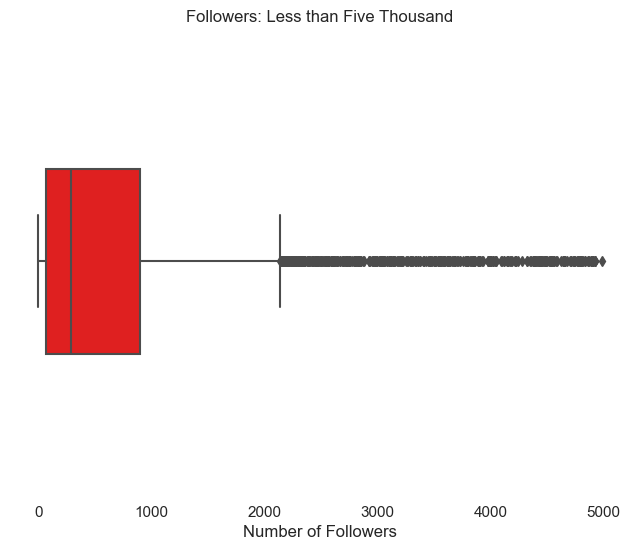 Followers: Less than Five Thousand
0 1000 2000 3000 4000 5000
Number of Followers